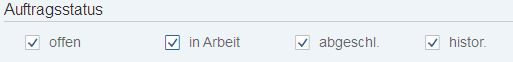 Auftragsstatus
offen in Arbeit abgeschl. histor.